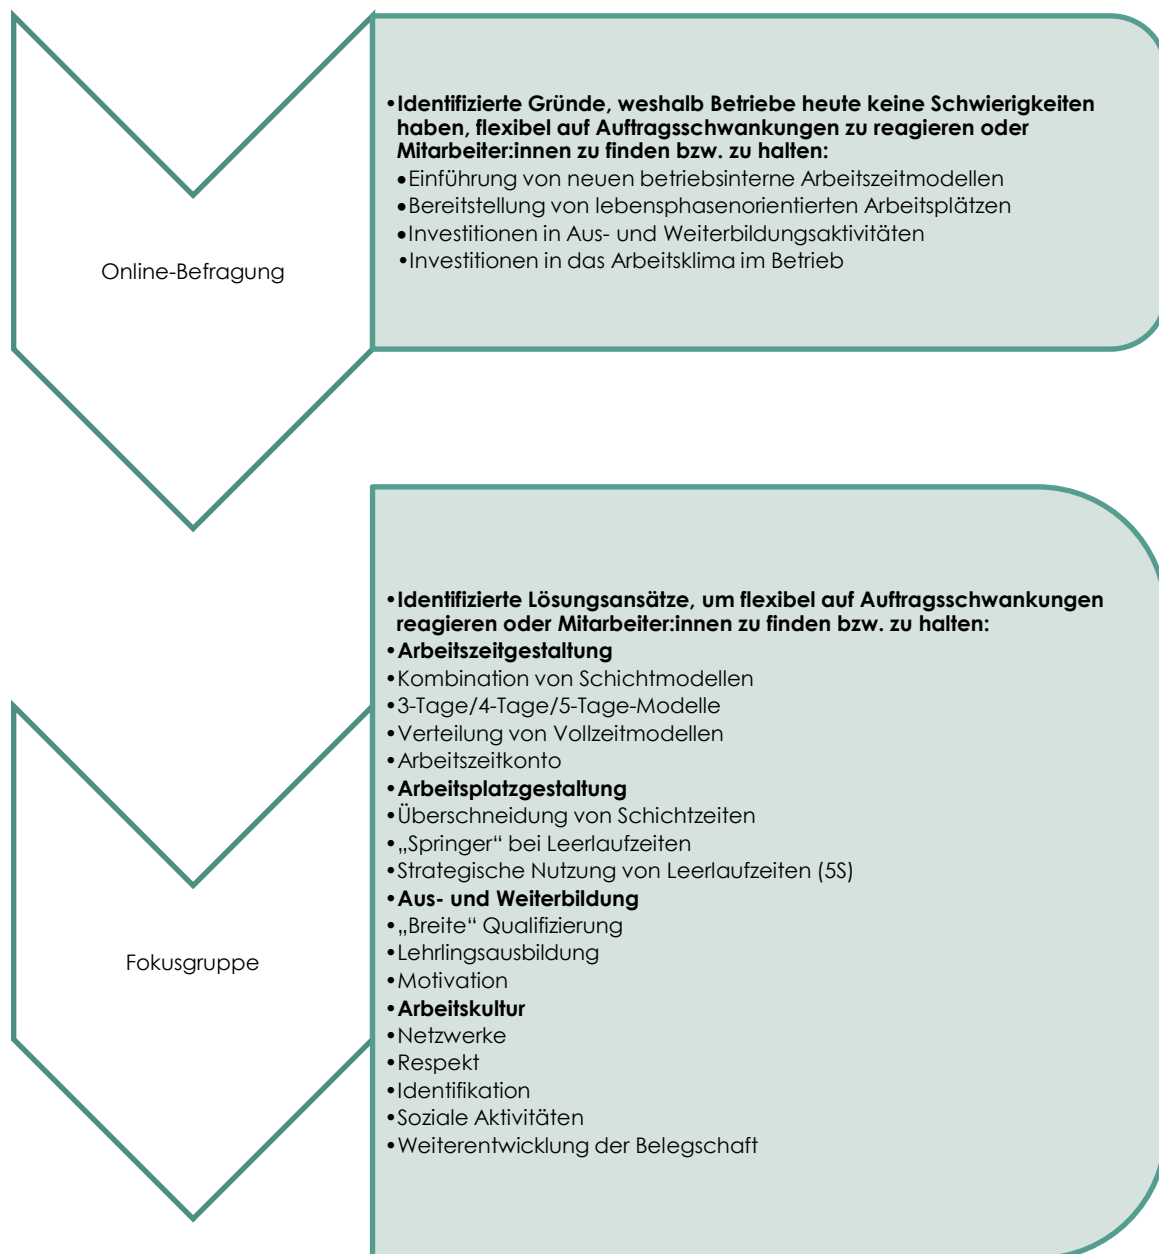 Online-Befragung
•Identifizierte Gründe, weshalb Betriebe heute keine Schwierigkeiten
haben, flexibel auf Auftragsschwankungen zu reagieren oder
Mitarbeiter:innen zu finden bzw. zu halten:
•Einführung von neuen betriebsinterne Arbeitszeitmodellen
•Bereitstellung von lebensphasenorientierten Arbeitsplätzen
•Investitionen in Aus- und Weiterbildungsaktivitäten
•Investitionen in das Arbeitsklima im Betrieb
Fokusgruppe
•Identifizierte Lösungsansätze, um flexibel auf Auftragsschwankungen
reagieren oder Mitarbeiter:innen zu finden bzw. zu halten:
•Arbeitszeitgestaltung
•Kombination von Schichtmodellen
•3-Tage/4-Tage/5-Tage-Modelle
•Verteilung von Vollzeitmodellen
•Arbeitszeitkonto
•Arbeitsplatzgestaltung
•Überschneidung von Schichtzeiten
•„Springer“ bei Leerlaufzeiten
•Strategische Nutzung von Leerlaufzeiten (5S)
•Aus- und Weiterbildung
•„Breite“ Qualifizierung
•Lehrlingsausbildung
•Motivation
•Arbeitskultur
•Netzwerke
•Respekt
•Identifikation
•Soziale Aktivitäten
•Weiterentwicklung der Belegschaft